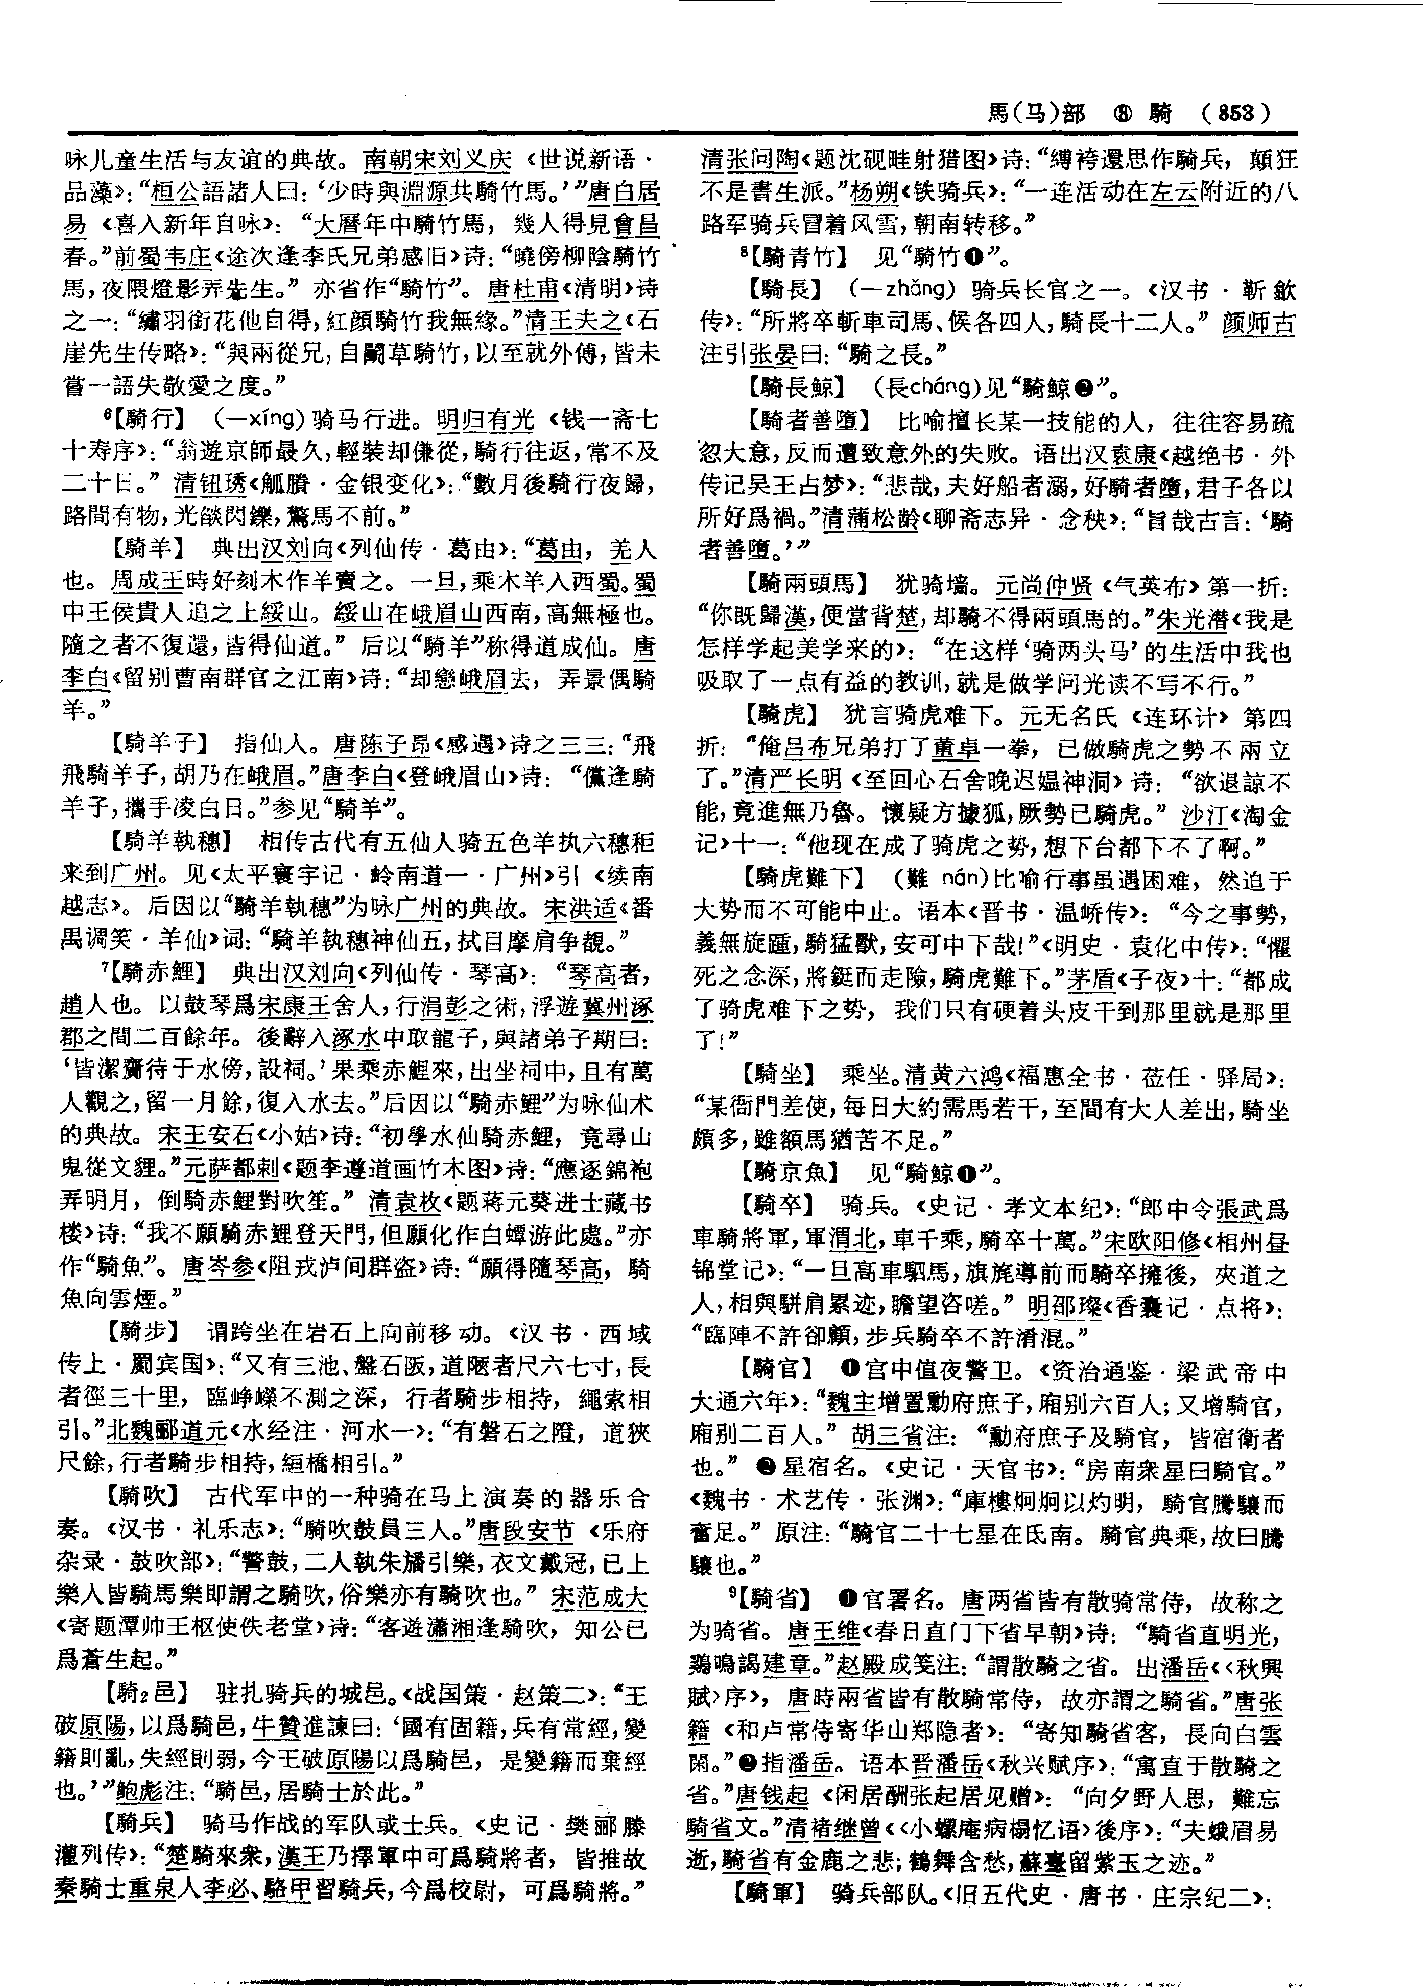 馬(马)部 ⑧ 騎 (853)
咏儿童生活与友谊的典故。南朝宋刘义庆《世说新语·
品藻》：“桓公語諸人曰：‘少時與淵源共騎竹馬。’”唐白居
易《喜入新年自咏》：“大曆年中騎竹馬，幾人得見會昌
春。”前蜀韦庄《途次逢李氏兄弟感旧》诗：“曉傍柳陰騎竹
馬，夜隈燈影弄先生。”亦省作“騎竹”。唐杜甫《清明》诗
之一：“繡羽銜花他自得，紅顔騎竹我無緣。”清王夫之《石
崖先生传略》：“與兩從兄，自鬭草騎竹，以至就外傅，皆未
嘗一語失敬愛之度。”
⁶【騎行】 (—xíng)骑马行进。明归有光《钱一斋七
十寿序》：“翁遊京師最久，輕裝却傔從，騎行往返，常不及
二十日。”清钮琇《觚賸·金银变化》：“數月後騎行夜歸，
路間有物，光燄閃鑠，驚馬不前。”
【騎羊】 典出汉刘向《列仙传·葛由》：“葛由，羌人
也。周成王時好刻木作羊賣之。一旦，乘木羊入西蜀。蜀
中王侯貴人追之上綏山。綏山在峨眉山西南，高無極也。
隨之者不復還，皆得仙道。”后以“騎羊”称得道成仙。唐
李白《留别曹南群官之江南》诗：“却戀峨眉去，弄景偶騎
羊。”
【騎羊子】 指仙人。唐陈子昂《感遇》诗之三三：“飛
飛騎羊子，胡乃在峨眉。”唐李白《登峨眉山》诗：“儻逢騎
羊子，攜手凌白日。”参见“騎羊”。
【騎羊執穗】 相传古代有五仙人骑五色羊执六穗秬
来到广州。见《太平寰宇记·岭南道一·广州》引《续南
越志》。后因以“騎羊執穗”为咏广州的典故。宋洪适《番
禺调笑·羊仙》词：“騎羊執穗神仙五，拭目摩肩争覩。”
⁷【騎赤鯉】 典出汉刘向《列仙传·琴高》：“琴高者，
趙人也。以鼓琴爲宋康王舍人，行涓彭之術，浮遊冀州涿
郡之間二百餘年。後辭入涿水中取龍子，與諸弟子期曰：
‘皆潔齋待于水傍，設祠。’果乘赤鯉來，出坐祠中，且有萬
人觀之，留一月餘，復入水去。”后因以“騎赤鯉”为咏仙术
的典故。宋王安石《小姑》诗：“初學水仙騎赤鯉，竟尋山
鬼從文貍。”元萨都剌《题李遵道画竹木图》诗：“應逐錦袍
弄明月，倒騎赤鯉對吹笙。”清袁枚《题蒋元葵进士藏书
楼》诗：“我不願騎赤鯉登天門，但願化作白蟫游此處。”亦
作“騎魚”。唐岑参《阻戎泸间群盗》诗：“願得隨琴高，騎
魚向雲煙。”
【騎步】 谓跨坐在岩石上向前移动。《汉书·西域
传上·罽宾国》：“又有三池、盤石阪，道陿者尺六七寸，長
者徑三十里，臨峥嶸不測之深，行者騎步相持，繩索相
引。”北魏郦道元《水经注·河水一》：“有磐石之隥，道狹
尺餘，行者騎步相持，絙橋相引。”
【騎吹】 古代军中的一种骑在马上演奏的器乐合
奏。《汉书·礼乐志》：“騎吹鼓員三人。”唐段安节《乐府
杂录·鼓吹部》：“警鼓，二人執朱旛引樂，衣文戴冠，已上
樂人皆騎馬樂即謂之騎吹，俗樂亦有騎吹也。”宋范成大
《寄题潭帅王枢使佚老堂》诗：“客遊瀟湘逢騎吹，知公已
爲蒼生起。”
【騎₂邑】 驻扎骑兵的城邑。《战国策·赵策二》：“王
破原陽，以爲騎邑，牛贊進諫曰：‘國有固籍，兵有常經，變
籍則亂，失經則弱，今王破原陽以爲騎邑，是變籍而棄經
也。’”鲍彪注：“騎邑，居騎士於此。”
【騎兵】 骑马作战的军队或士兵。《史记·樊郦滕
灌列传》：“楚騎來衆，漢王乃擇軍中可爲騎將者，皆推故
秦騎士重泉人李必、駱甲習騎兵，今爲校尉，可爲騎將。”
清张问陶《题沈砚畦射猎图》诗：“縛袴還思作騎兵，顛狂
不是書生派。”杨朔《铁骑兵》：“一连活动在左云附近的八
路军骑兵冒着风雪，朝南转移。”
⁸【騎青竹】 见“騎竹❶”。
【騎長】 (—zhǎng)骑兵长官之一。《汉书·靳歙
传》：“所將卒斬車司馬、候各四人，騎長十二人。”颜师古
注引张晏曰：“騎之長。”
【騎長鯨】 (長cháng)见“騎鯨❷”。
【騎者善墮】 比喻擅长某一技能的人，往往容易疏
忽大意，反而遭致意外的失败。语出汉袁康《越绝书·外
传记吴王占梦》：“悲哉，夫好船者溺，好騎者墮，君子各以
所好爲禍。”清蒲松龄《聊斋志异·念秧》：“旨哉古言：‘騎
者善墮。’”
【騎兩頭馬】 犹骑墙。元尚仲贤《气英布》第一折：
“你既歸漢，便當背楚，却騎不得兩頭馬的。”朱光潜《我是
怎样学起美学来的》：“在这样‘骑两头马’的生活中我也
吸取了一点有益的教训，就是做学问光读不写不行。”
【騎虎】 犹言骑虎难下。元无名氏《连环计》第四
折：“俺吕布兄弟打了董卓一拳，已做騎虎之勢不兩立
了。”清严长明《至回心石舍晚迟媪神洞》诗：“欲退諒不
能，竟進無乃魯。懷疑方據狐，厥勢已騎虎。”沙汀《淘金
记》十一：“他现在成了骑虎之势，想下台都下不了啊。”
【騎虎難下】 (難 nán)比喻行事虽遇困难，然迫于
大势而不可能中止。语本《晋书·温峤传》：“今之事勢，
義無旋踵，騎猛獸，安可中下哉！”《明史·袁化中传》：“懼
死之念深，將鋌而走險，騎虎難下。”茅盾《子夜》十：“都成
了骑虎难下之势，我们只有硬着头皮干到那里就是那里
了！”
【騎坐】 乘坐。清黄六鸿《福惠全书·莅任·驿局》：
“某衙門差使，每日大約需馬若干，至間有大人差出，騎坐
頗多，雖額馬猶苦不足。”
【騎京魚】 见“騎鯨❶”。
【騎卒】 骑兵。《史记·孝文本纪》：“郎中令張武爲
車騎將軍，軍渭北，車千乘，騎卒十萬。”宋欧阳修《相州昼
锦堂记》：“一旦高車駟馬，旗旄導前而騎卒擁後，夾道之
人，相與駢肩累迹，瞻望咨嗟。”明邵璨《香囊记·点将》：
“臨陣不許卻顧，步兵騎卒不許淆混。”
【騎官】 ❶宫中值夜警卫。《资治通鉴·梁武帝中
大通六年》：“魏主增置勳府庶子，廂别六百人；又增騎官，
廂别二百人。”胡三省注：“勳府庶子及騎官，皆宿衛者
也。”❷星宿名。《史记·天官书》：“房南衆星曰騎官。”
《魏书·术艺传·张渊》：“庫樓炯炯以灼明，騎官騰驤而
奮足。”原注：“騎官二十七星在氐南。騎官典乘，故曰騰
驤也。”
⁹【騎省】 ❶官署名。唐两省皆有散骑常侍，故称之
为骑省。唐王维《春日直门下省早朝》诗：“騎省直明光，
鷄鳴謁建章。”赵殿成笺注：“謂散騎之省。出潘岳《〈秋興
賦〉序》，唐時兩省皆有散騎常侍，故亦謂之騎省。”唐张
籍《和卢常侍寄华山郑隐者》：“寄知騎省客，長向白雲
閑。”❷指潘岳。语本晋潘岳《秋兴赋序》：“寓直于散騎之
省。”唐钱起《闲居酬张起居见赠》：“向夕野人思，難忘
騎省文。”清褚继曾《〈小螺庵病榻忆语〉後序》：“夫蛾眉易
逝，騎省有金鹿之悲；鶴舞含愁，蘇臺留紫玉之迹。”
【騎軍】 骑兵部队。《旧五代史·唐书·庄宗纪二》：